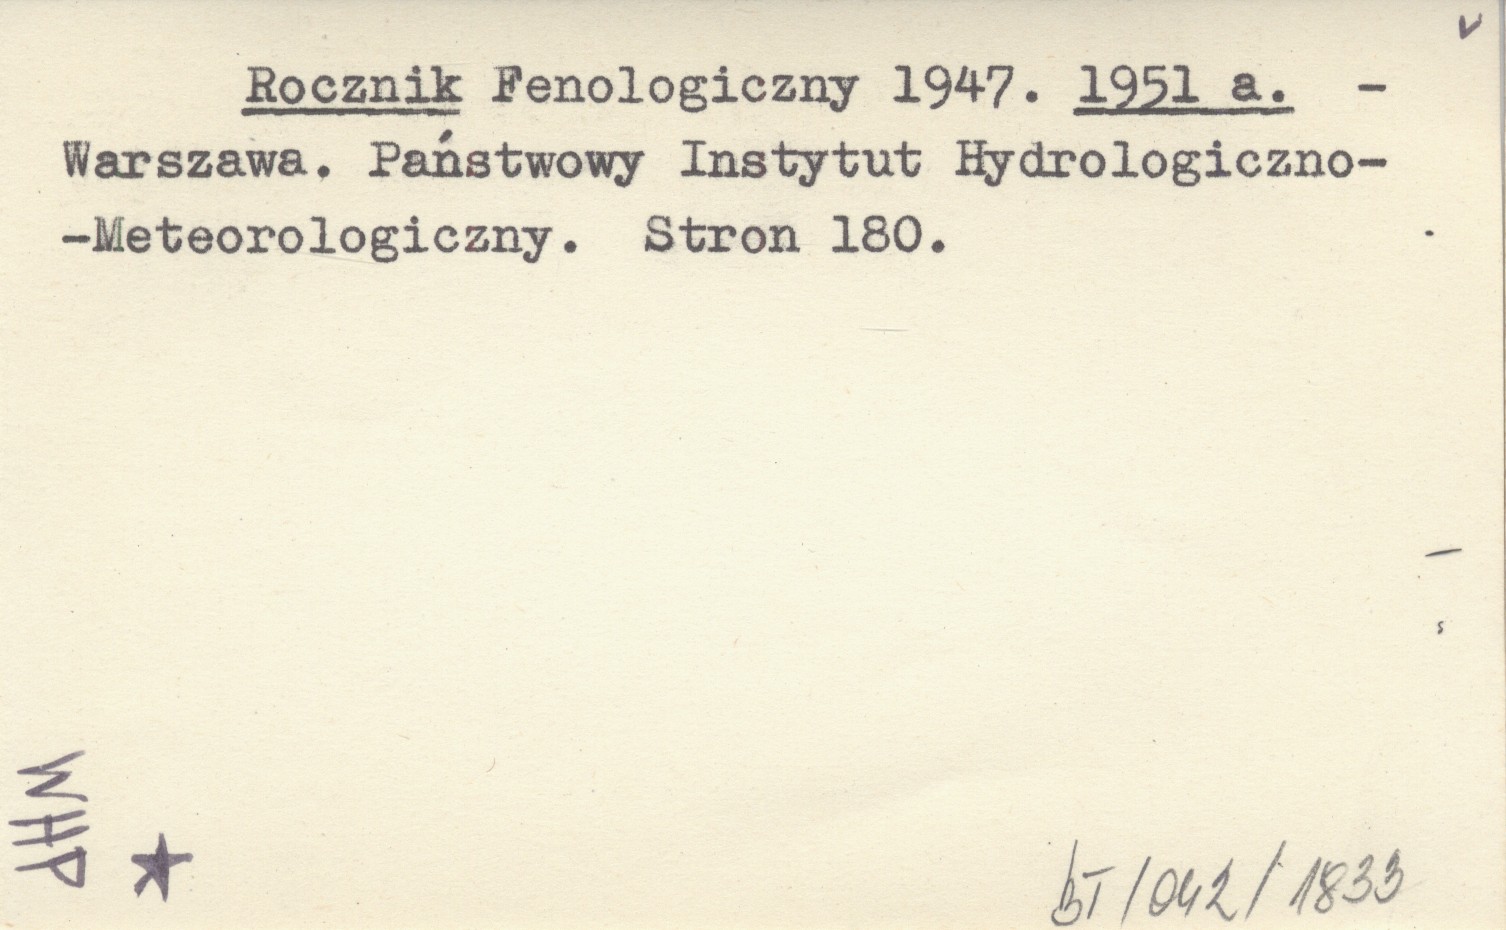 Rocznik Fenologiczny 1947. 1951 a. -
Warszawa. Państwowy Instytut Hydrologiczno-
-Meteorologiczny. Stron 180.
WHP
BT/042/1833